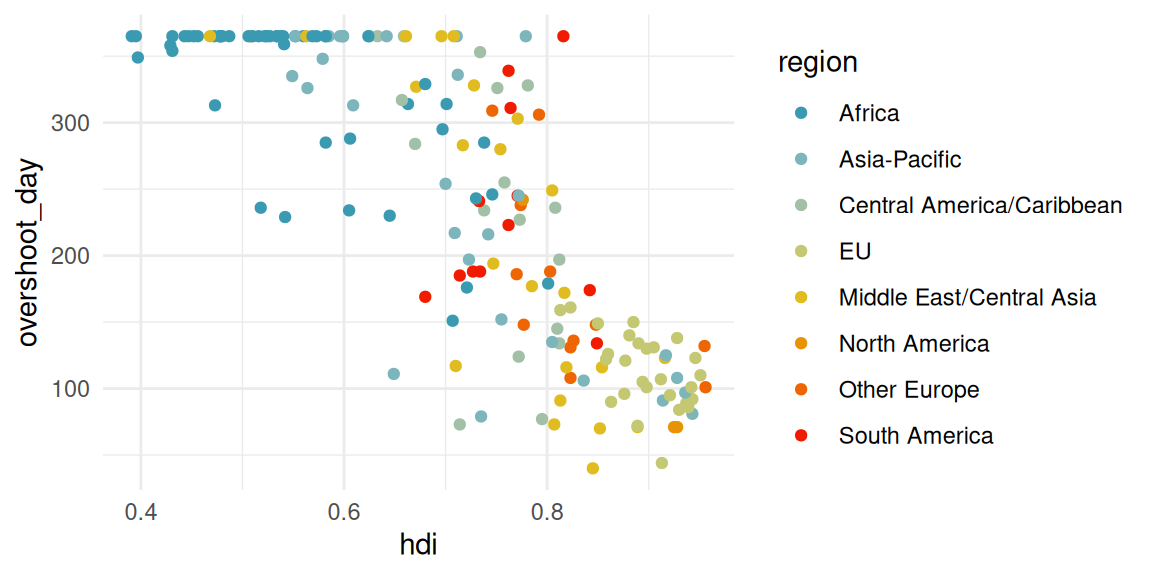 overshoot_day
300
200
100
0.4
0.6
0.8
hdi
region
Africa
Asia-Pacific
Central America/Caribbean
EU
Middle East/Central Asia
North America
Other Europe
South America